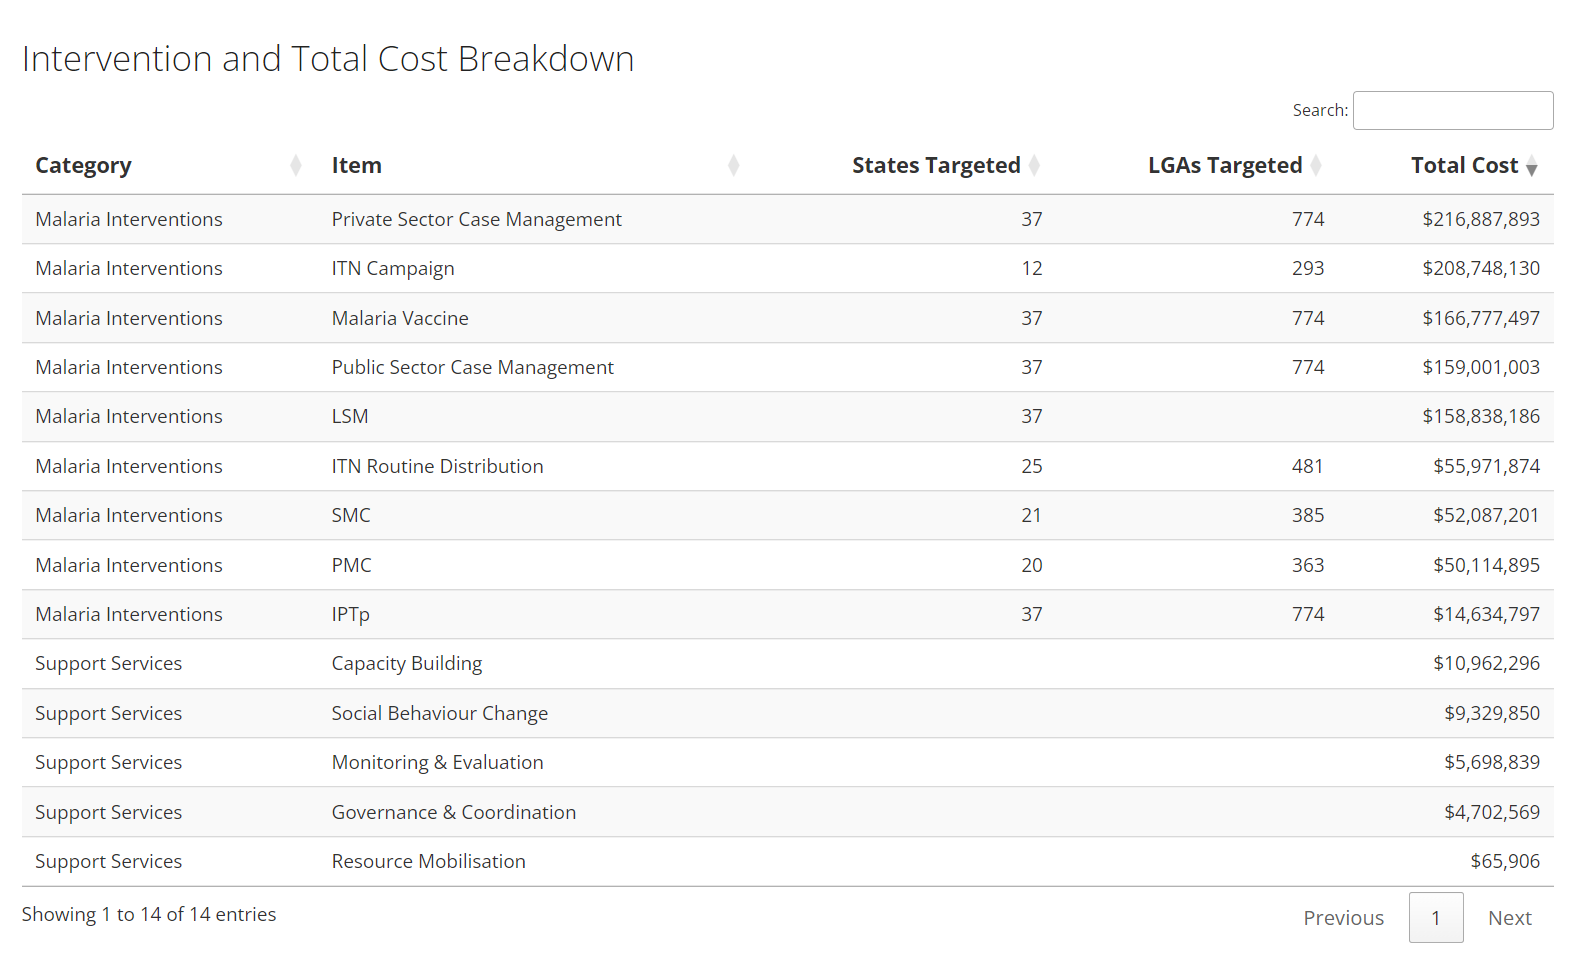 Intervention and Total Cost Breakdown
Search:
Category Item States Targeted LGAs Targeted Total Cost
Malaria Interventions Private Sector Case Management 37 774 $216,887,893
Malaria Interventions ITN Campaign 12 293 $208,748,130
Malaria Interventions Malaria Vaccine 37 774 $166,777,497
Malaria Interventions Public Sector Case Management 37 774 $159,001,003
Malaria Interventions LSM 37 $158,838,186
Malaria Interventions ITN Routine Distribution 25 481 $55,971,874
Malaria Interventions SMC 21 385 $52,087,201
Malaria Interventions PMC 20 363 $50,114,895
Malaria Interventions IPTp 37 774 $14,634,797
Support Services Capacity Building $10,962,296
Support Services Social Behaviour Change $9,329,850
Support Services Monitoring & Evaluation $5,698,839
Support Services Governance & Coordination $4,702,569
Support Services Resource Mobilisation $65,906
Showing 1 to 14 of 14 entries Previous 1 Next